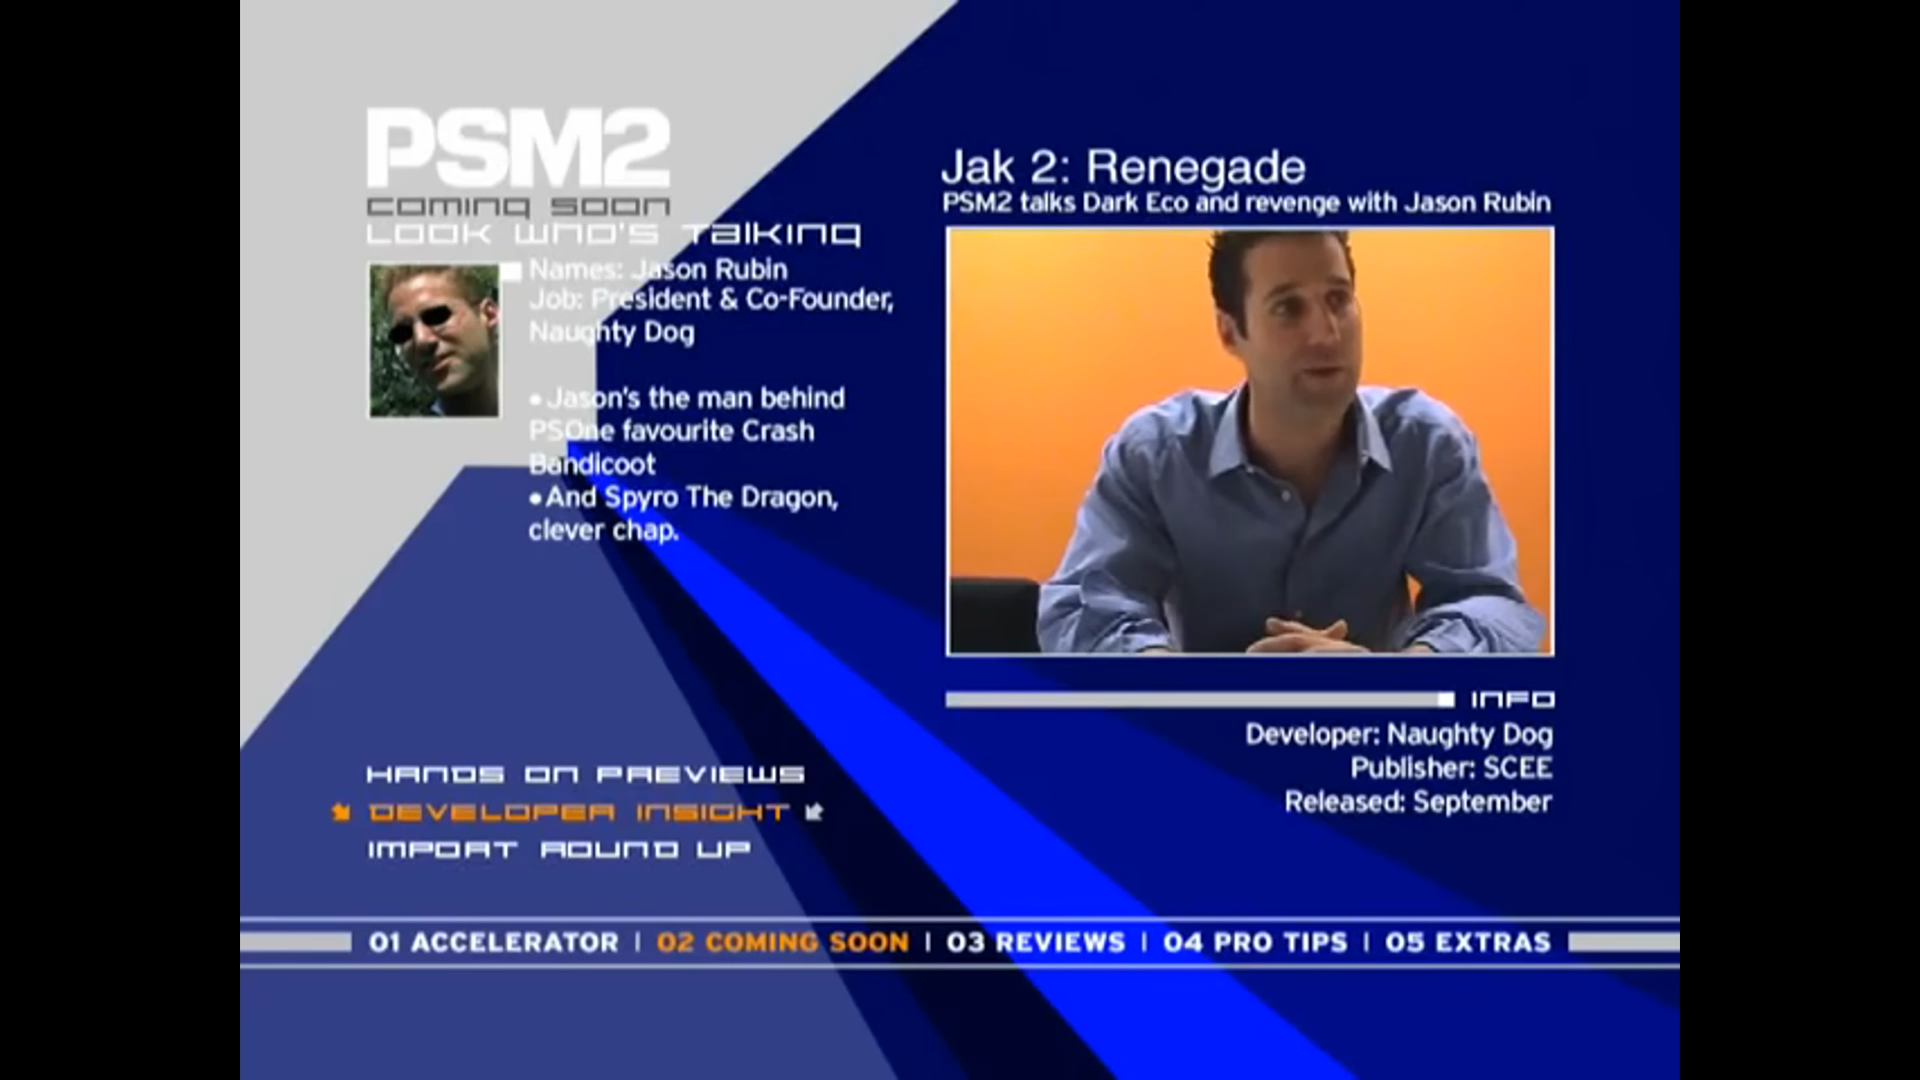 PSM2
COMING SOON
LOOK WHO'S TALKING
Names: Jason Rubin
Job: President & Co-Founder,
Naughty Dog
•Jason's the man behind
PSOne favourite Crash
Bandicoot
•And Spyro The Dragon,
clever chap.
Jak 2: Renegade
PSM2 talks Dark Eco and revenge with Jason Rubin
INFO
Developer: Naughty Dog
Publisher: SCEE
Released: September
HANDS ON PREVIEWS
DEVELOPER INSIGHT
IMPORT ROUND UP
01 ACCELERATOR | 02 COMING SOON | 03 REVIEWS | 04 PRO TIPS | 05 EXTRAS